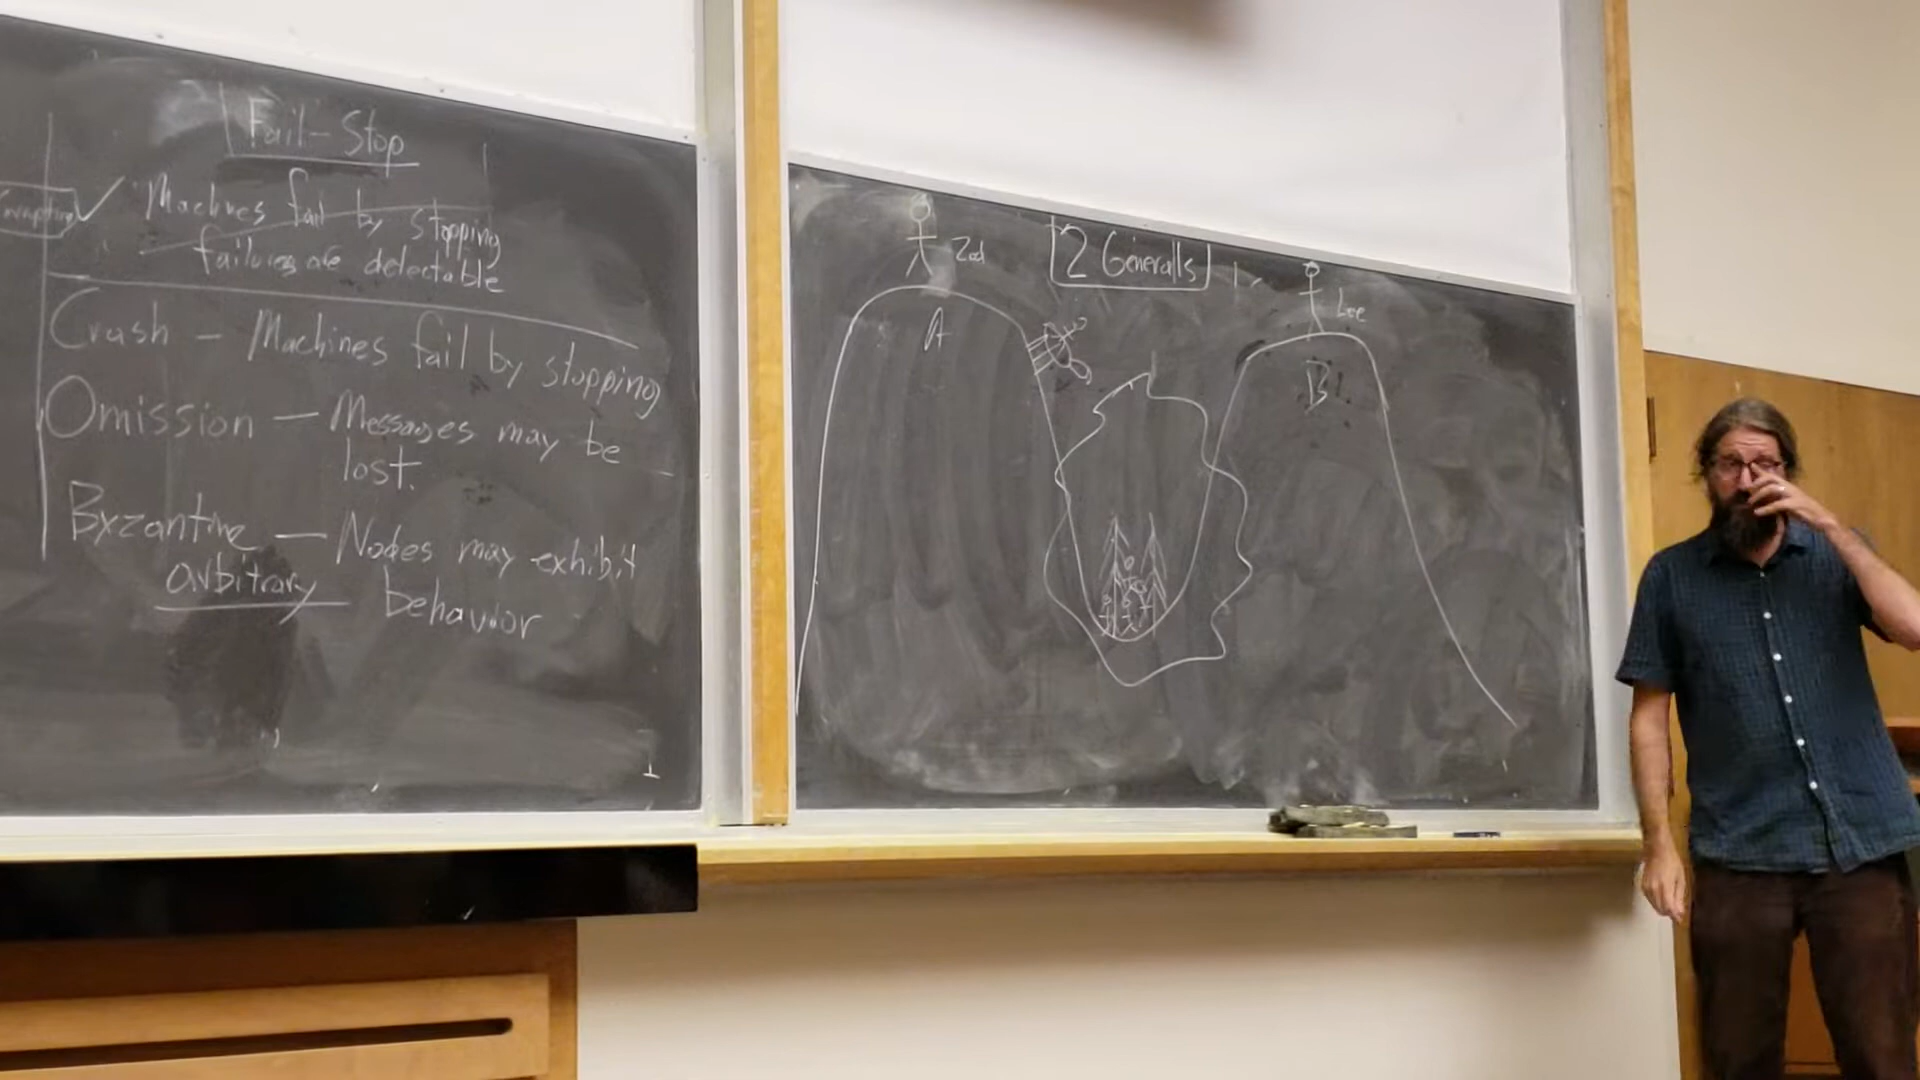 Fail-Stop
Machines fail by stopping
failures are detectable
Crash - Machines fail by stopping
Omission - Messages may be
lost.
Byzantine - Nodes may exhibit
arbitrary behavior
2 Generalls
Zod
Lee
A
B